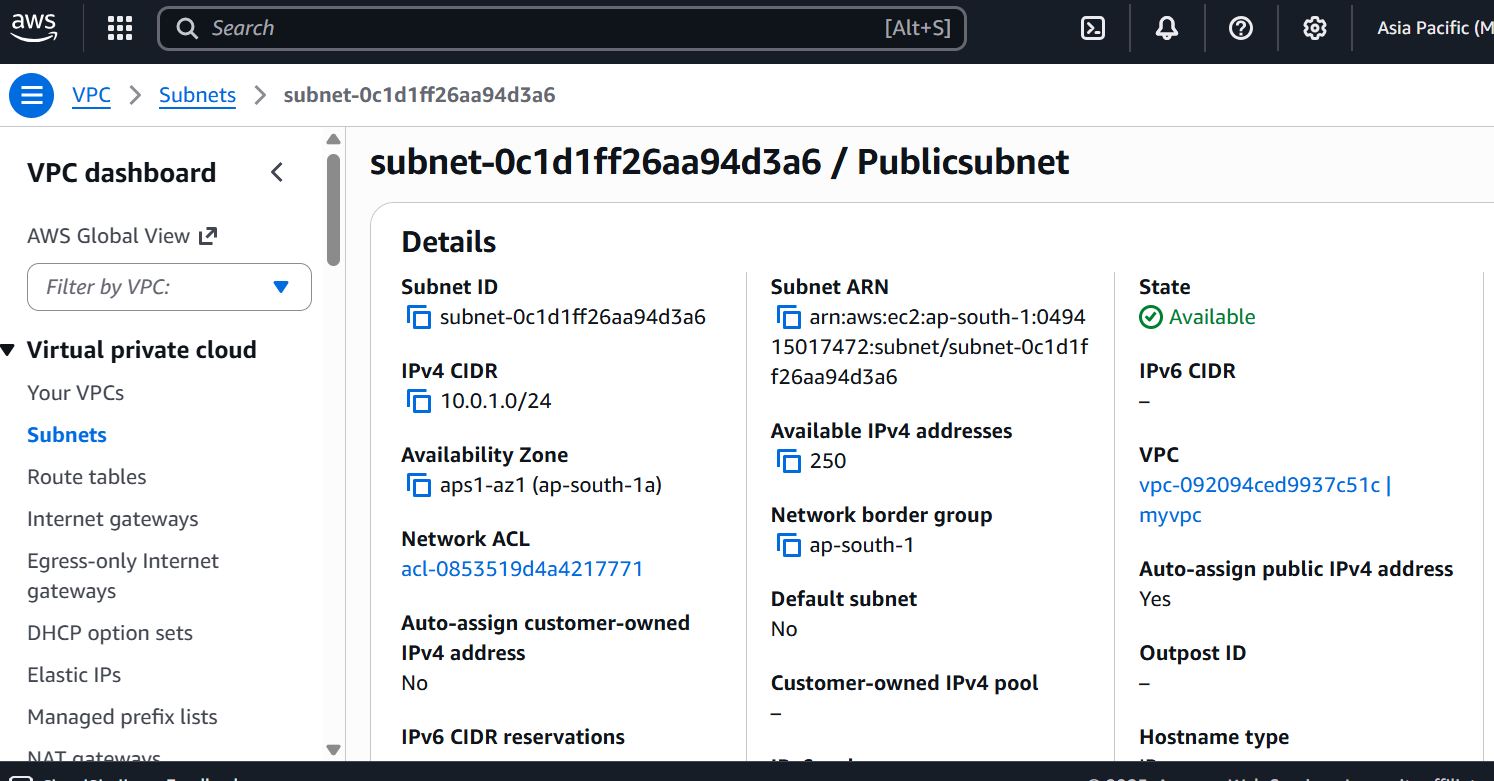 aws
Search
[Alt+S]
Asia Pacific (M
VPC
Subnets
subnet-0c1d1ff26aa94d3a6
VPC dashboard
AWS Global View
Filter by VPC:
Virtual private cloud
Your VPCs
Subnets
Route tables
Internet gateways
Egress-only Internet
gateways
DHCP option sets
Elastic IPs
Managed prefix lists
NAT gateways
subnet-0c1d1ff26aa94d3a6 / Publicsubnet
Details
Subnet ID
subnet-0c1d1ff26aa94d3a6
IPv4 CIDR
10.0.1.0/24
Availability Zone
aps1-az1 (ap-south-1a)
Network ACL
acl-0853519d4a4217771
Auto-assign customer-owned
IPv4 address
No
IPv6 CIDR reservations
Subnet ARN
arn:aws:ec2:ap-south-1:0494
15017472:subnet/subnet-0c1d1f
f26aa94d3a6
Available IPv4 addresses
250
Network border group
ap-south-1
Default subnet
No
Customer-owned IPv4 pool
–
State
Available
IPv6 CIDR
–
VPC
vpc-092094ced9937c51c |
myvpc
Auto-assign public IPv4 address
Yes
Outpost ID
–
Hostname type